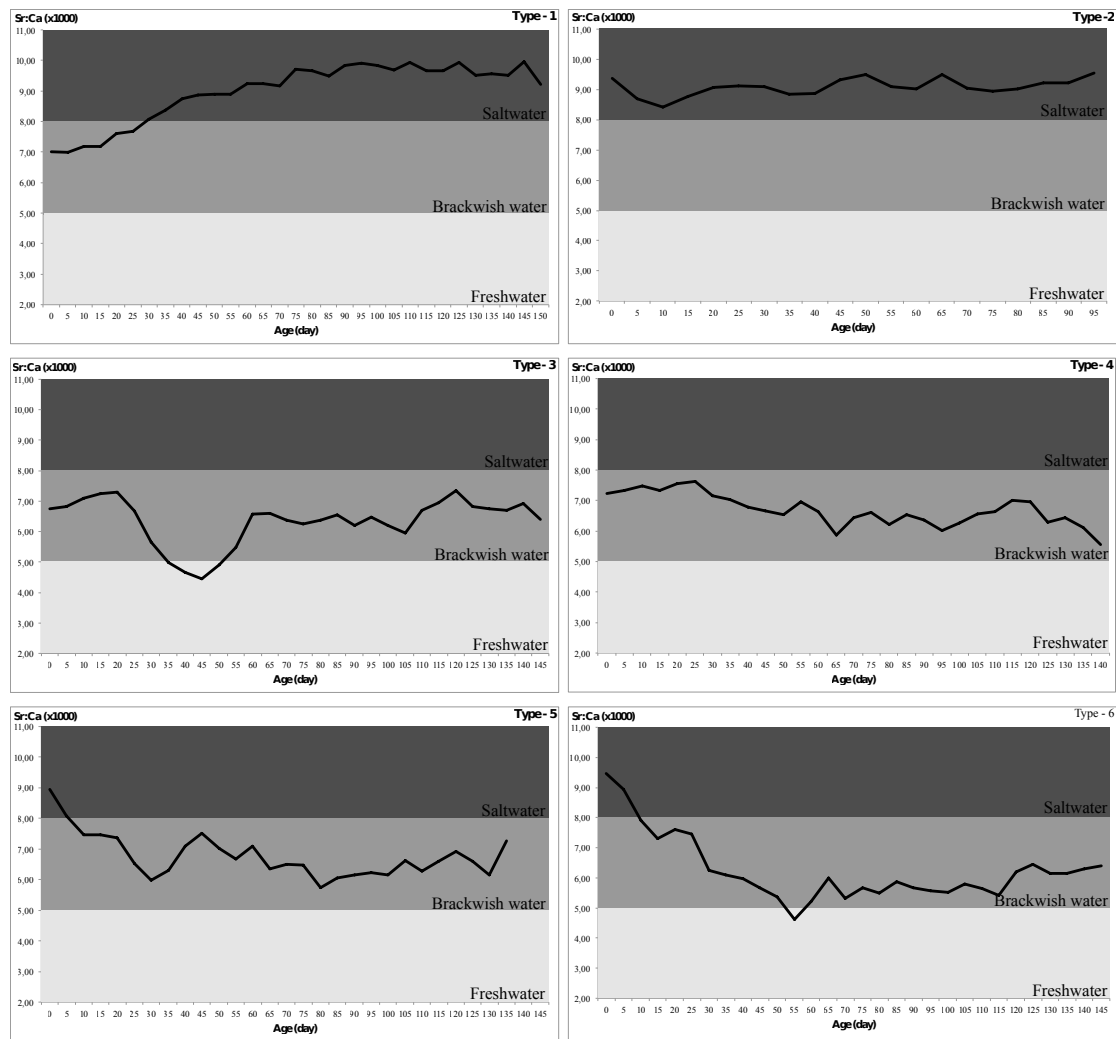 Sr:Ca (x1000) Type- 1
11,00
10,00
9,00
8,00
Saltwater
7,00
6,00
5,00
Brackwish water
4,00
3,00
2,00
Freshwater
0 5 10 15 20 25 30 35 40 45 50 55 60 65 70 75 80 85 90 95 100 105 110 115 120 125 130 135 140 145 150
Age (day)
Sr:Ca (x1000) Type-2
11,00
10,00
9,00
8,00
Saltwater
7,00
6,00
5,00
Brackwish water
4,00
3,00
2,00
Freshwater
0 5 10 15 20 25 30 35 40 45 50 55 60 65 70 75 80 85 90 95
Age (day)
Sr:Ca (x1000) Type- 3
11,00
10,00
9,00
8,00
Saltwater
7,00
6,00
5,00
Brackwish water
4,00
3,00
2,00
Freshwater
0 5 10 15 20 25 30 35 40 45 50 55 60 65 70 75 80 85 90 95 100 105 110 115 120 125 130 135 140 145
Age (day)
Sr:Ca (x1000) Type- 4
11,00
10,00
9,00
8,00
Saltwater
7,00
6,00
5,00
Brackwish water
4,00
3,00
2,00
Freshwater
0 5 10 15 20 25 30 35 40 45 50 55 60 65 70 75 80 85 90 95 100 105 110 115 120 125 130 135 140
Age (day)
Sr:Ca (x1000) Type- 5
11,00
10,00
9,00
8,00
Saltwater
7,00
6,00
5,00
Brackwish water
4,00
3,00
2,00
Freshwater
0 5 10 15 20 25 30 35 40 45 50 55 60 65 70 75 80 85 90 95 100 105 110 115 120 125 130 135 140 145
Age (day)
Sr:Ca (x1000) Type - 6
11,00
10,00
9,00
8,00
Saltwater
7,00
6,00
5,00
Brackwish water
4,00
3,00
2,00
Freshwater
0 5 10 15 20 25 30 35 40 45 50 55 60 65 70 75 80 85 90 95 100 105 110 115 120 125 130 135 140 145
Age (day)